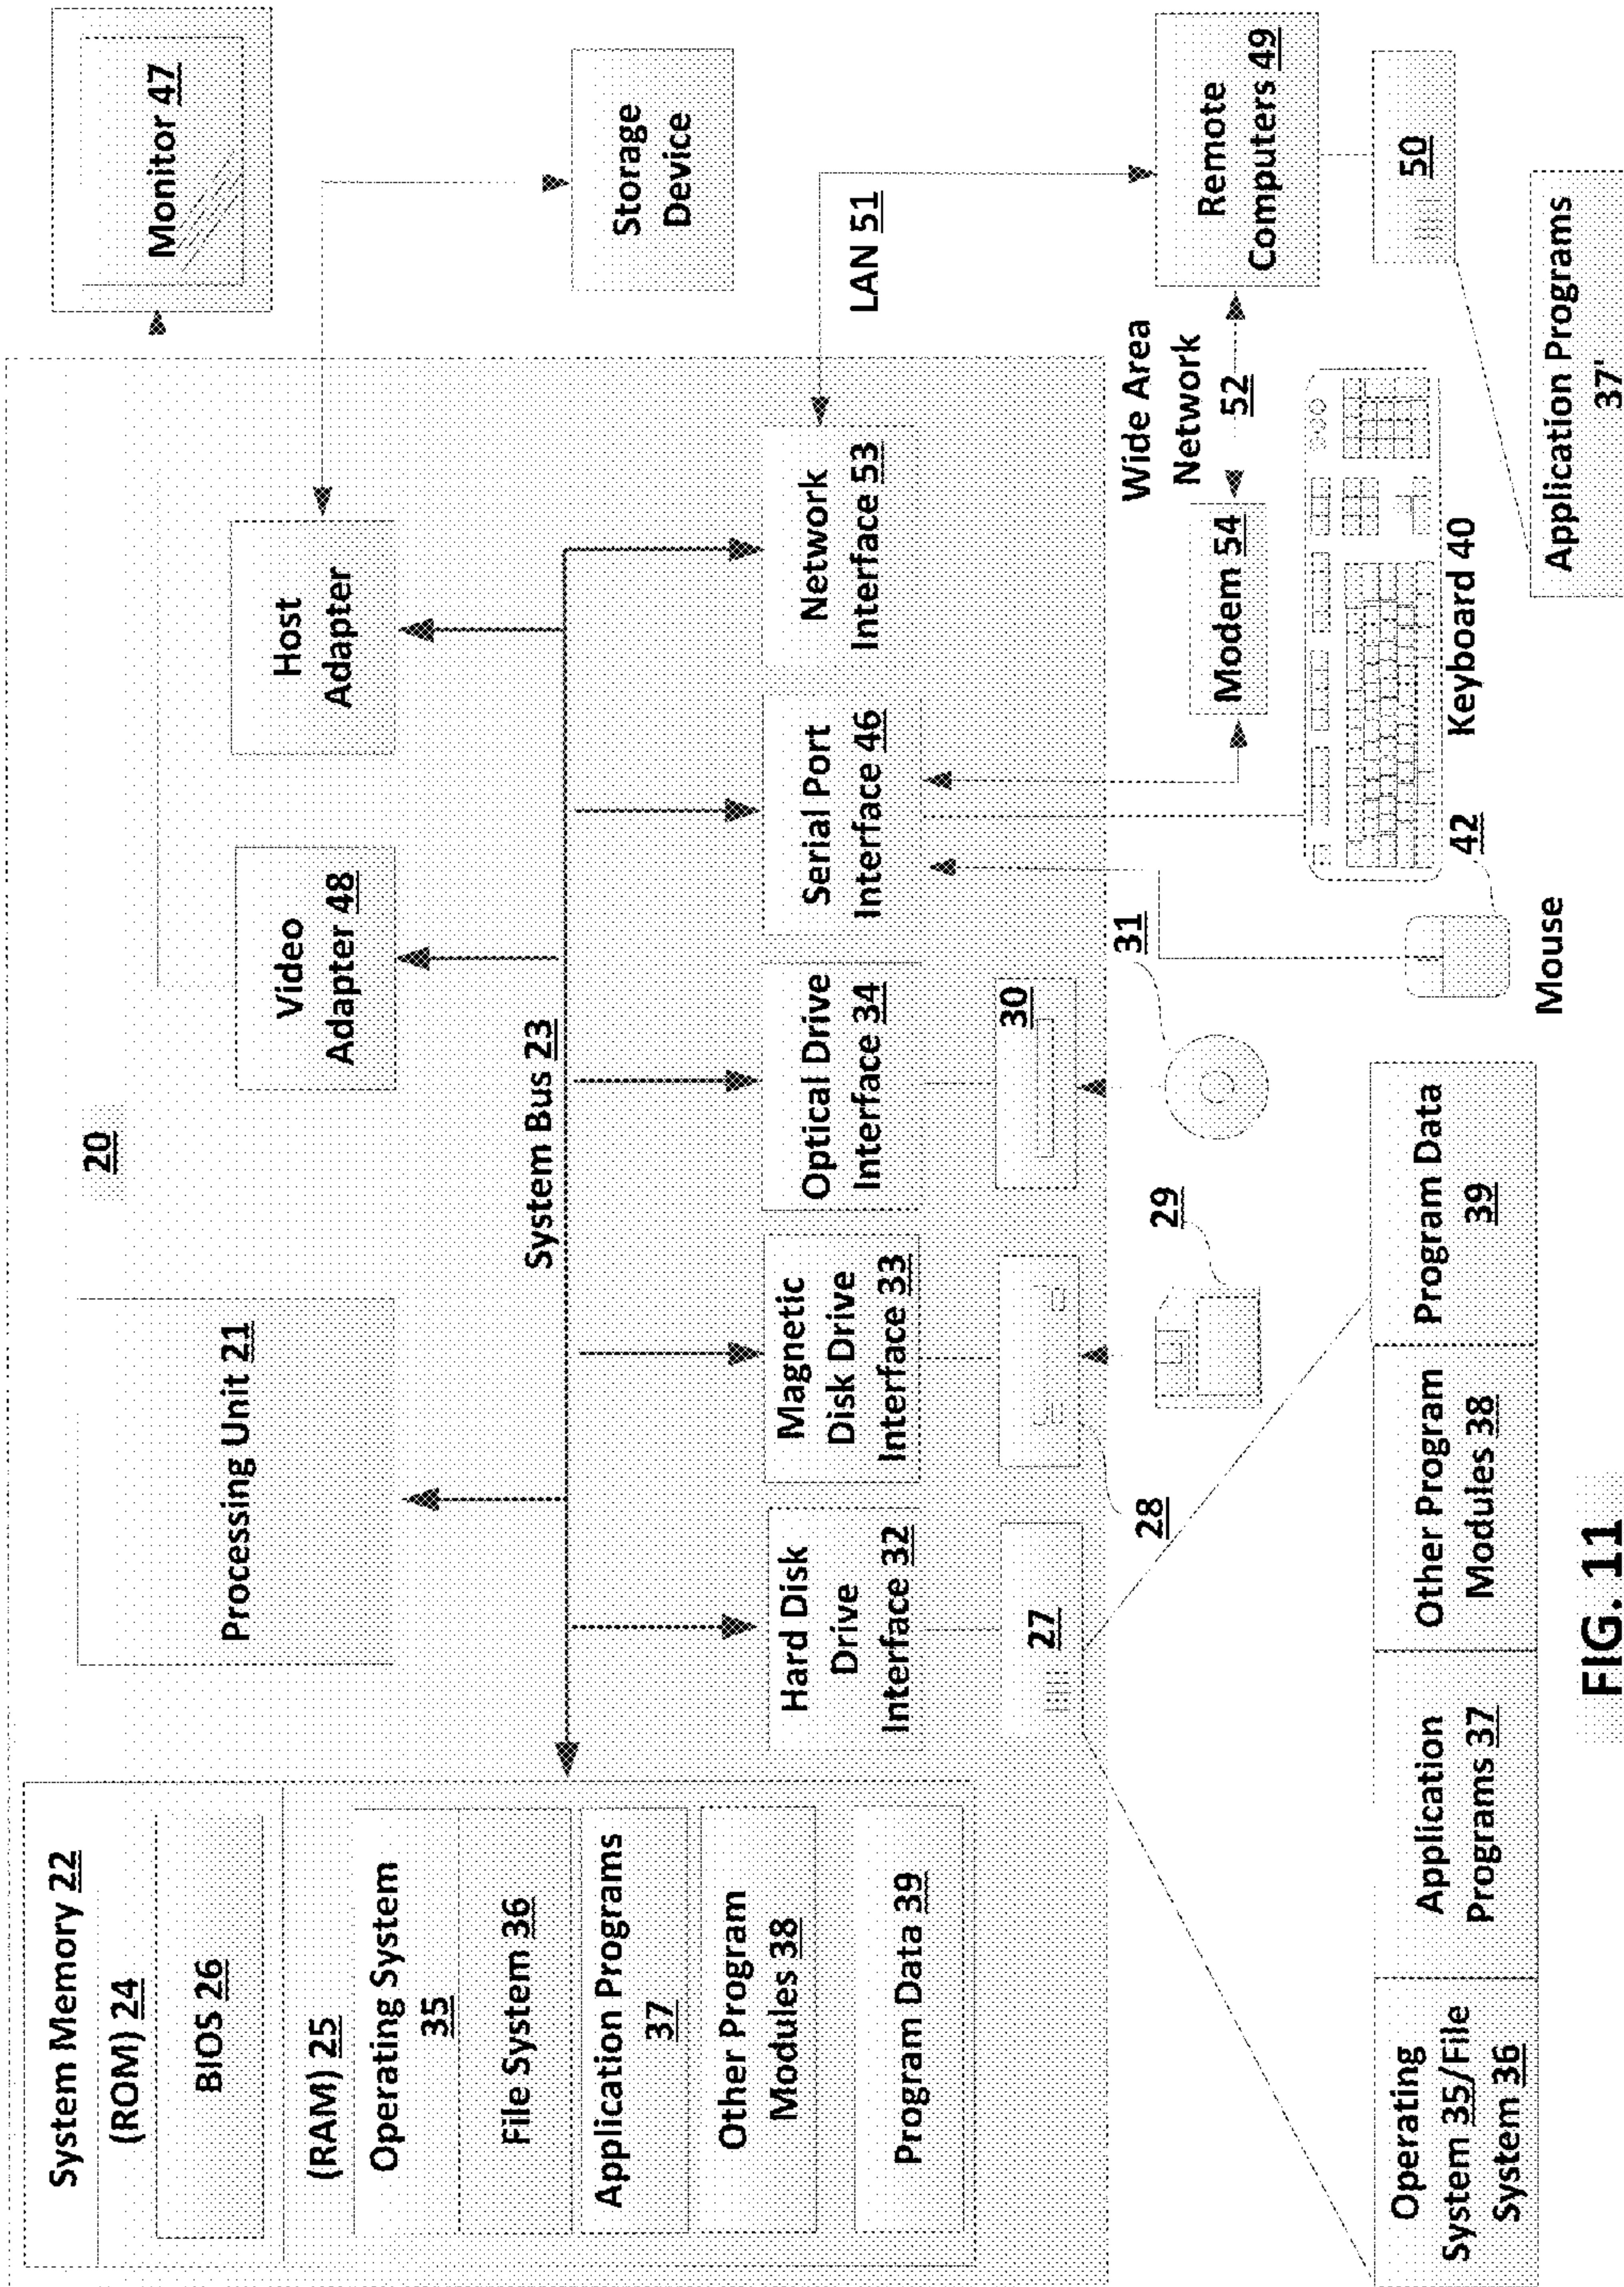 System Memory 22
(ROM) 24
BIOS 26
(RAM) 25
Operating System
35
File System 36
Application Programs
37
Other Program
Modules 38
Program Data 39
20
Processing Unit 21
Video
Adapter 48
Host
Adapter
Monitor 47
System Bus 23
Storage
Device
Hard Disk
Drive
Interface 32
Magnetic
Disk Drive
Interface 33
Optical Drive
Interface 34
Serial Port
Interface 46
Network
Interface 53
LAN 51
27
28
29
30
31
Wide Area
Network
52
Modem 54
Remote
Computers 49
50
Keyboard 40
42
Mouse
Application Programs
37'
Operating
System 35/File
System 36
Application
Programs 37
Other Program
Modules 38
Program Data
39
FIG. 11